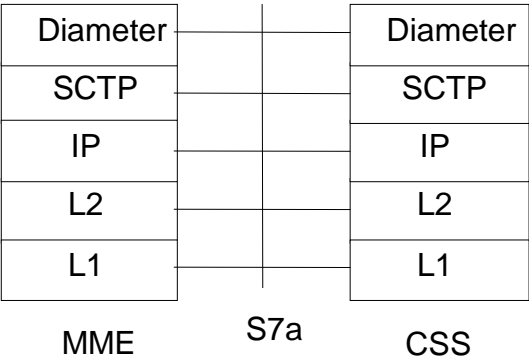 Diameter Diameter
SCTP SCTP
IP IP
L2 L2
L1 L1
MME S7a CSS